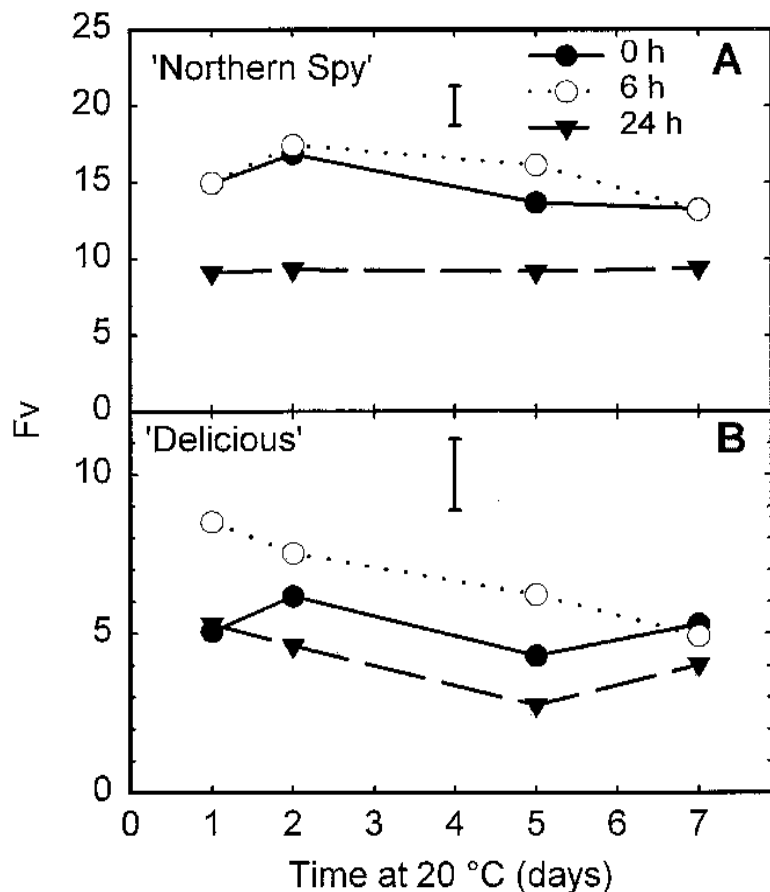 25
20
15
10
5
0
'Northern Spy'
A
0 h
6 h
24 h
Fv
10
5
0
'Delicious'
B
0 1 2 3 4 5 6 7
Time at 20 °C (days)